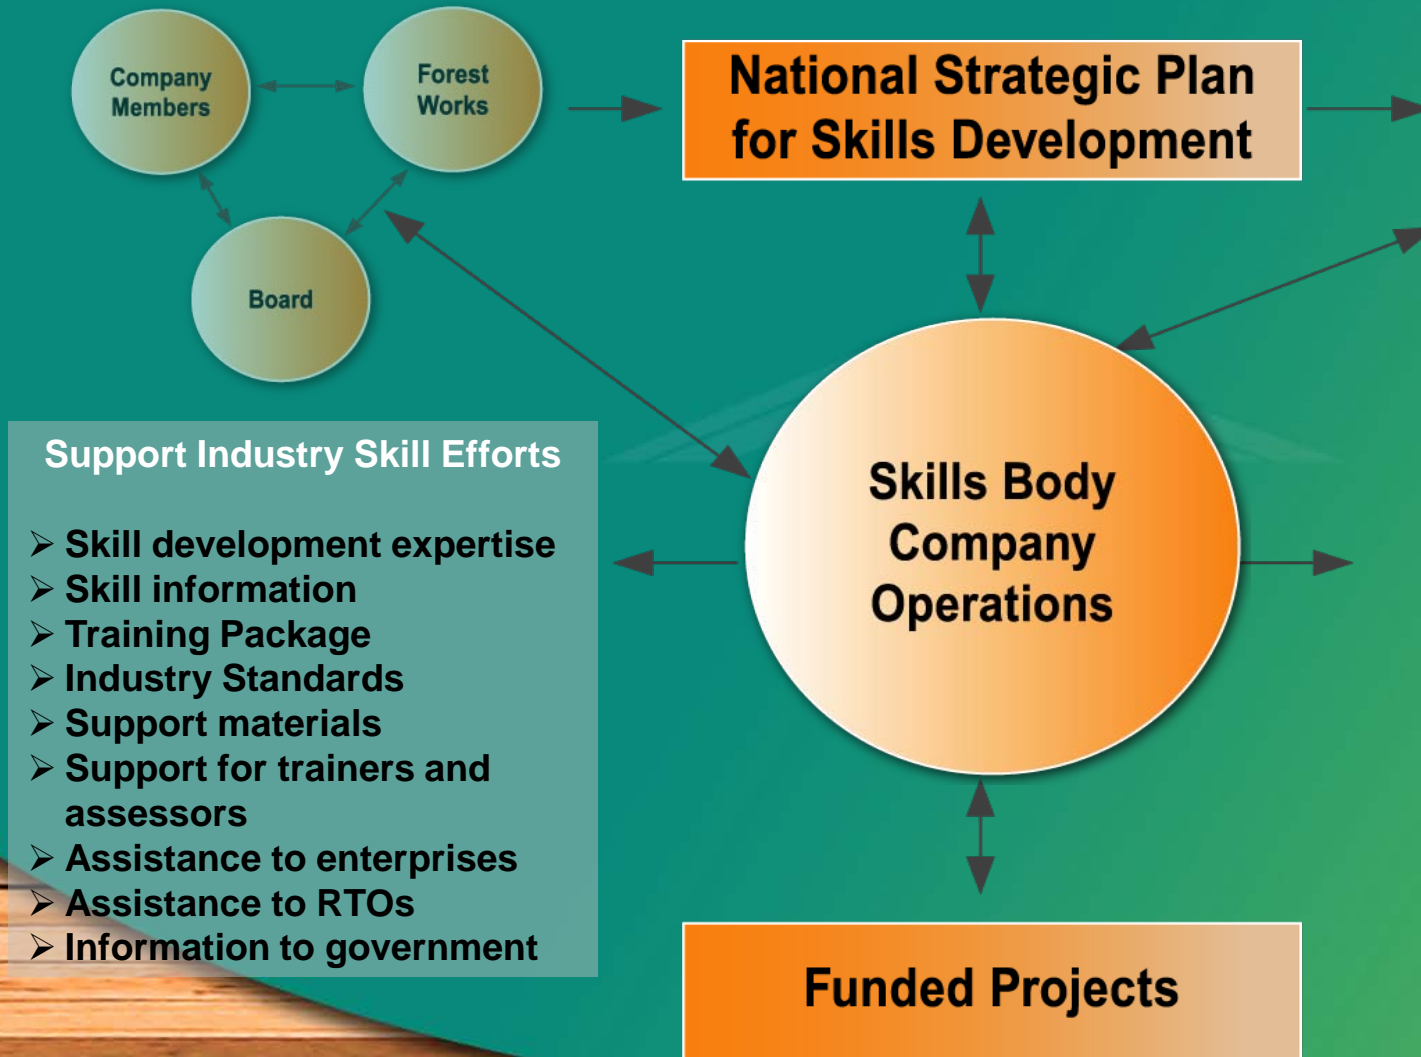 Company
Members
Forest
Works
Board
National Strategic Plan
for Skills Development
Skills Body
Company
Operations
Support Industry Skill Efforts
➢ Skill development expertise
➢ Skill information
➢ Training Package
➢ Industry Standards
➢ Support materials
➢ Support for trainers and
assessors
➢ Assistance to enterprises
➢ Assistance to RTOs
➢ Information to government
Funded Projects